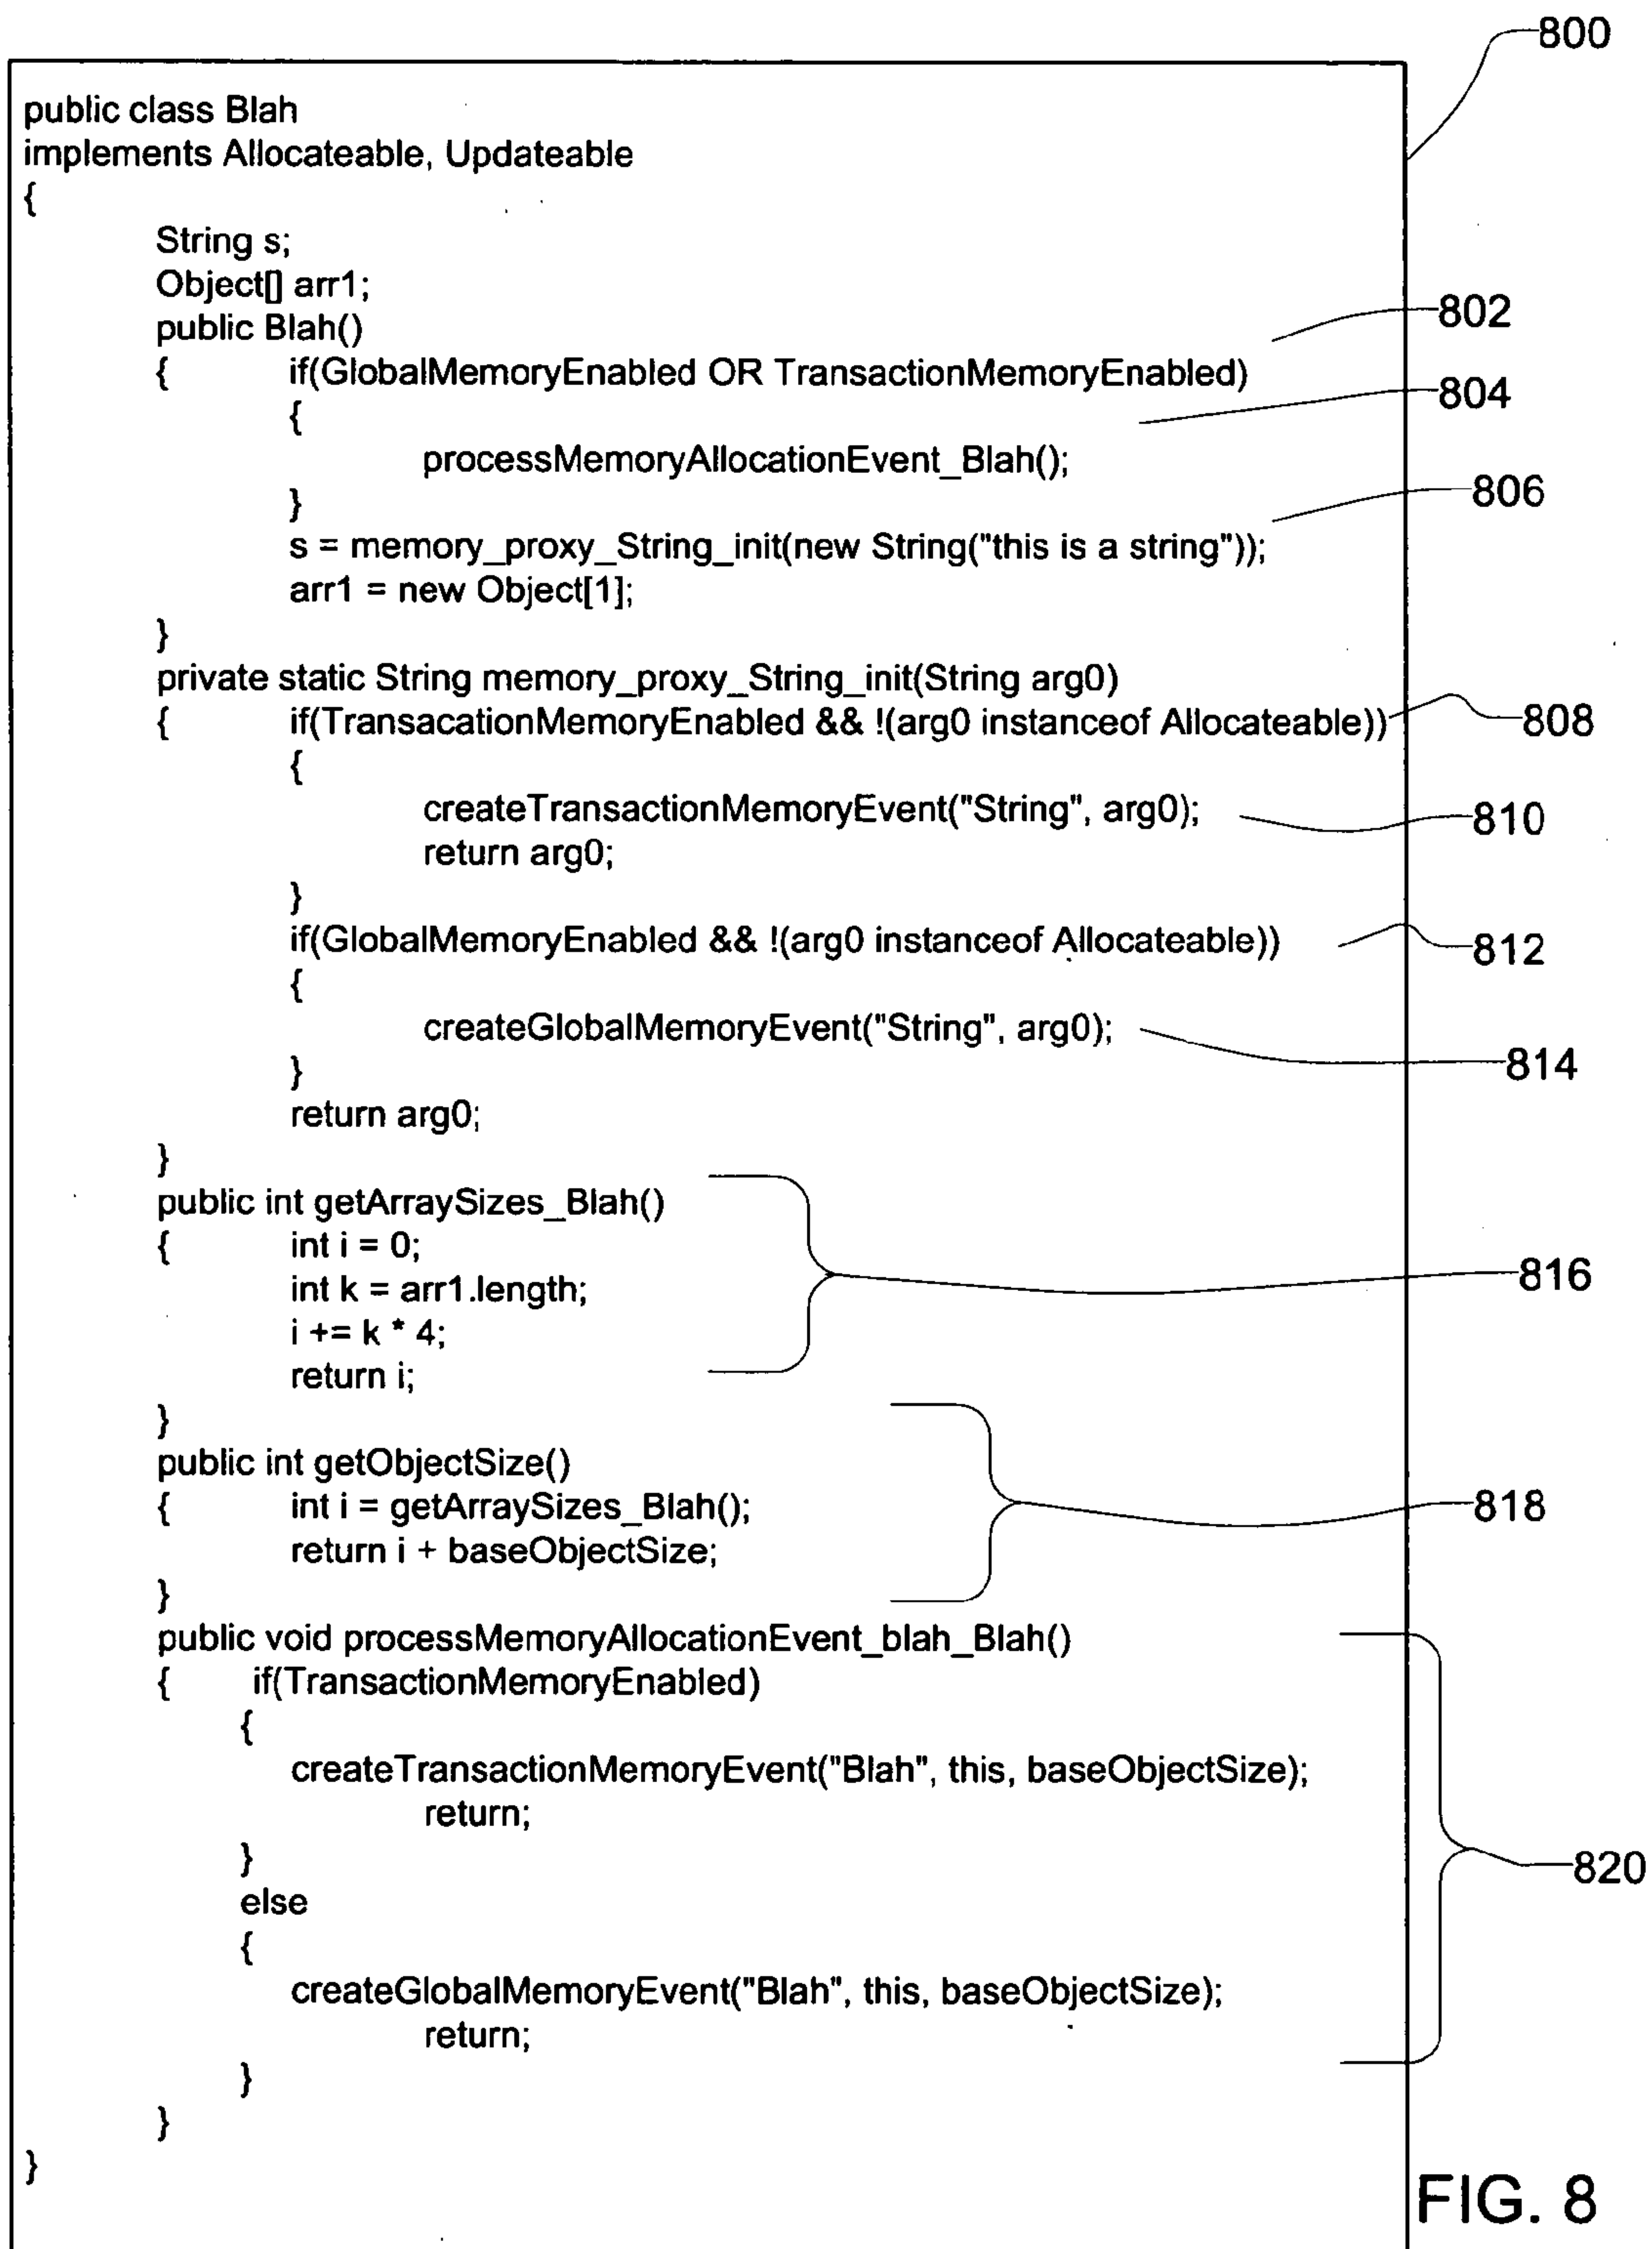 800
public class Blah
implements Allocateable, Updateable
{
String s;
Object[] arr1;
public Blah()
802
{ if(GlobalMemoryEnabled OR TransactionMemoryEnabled)
804
{
processMemoryAllocationEvent_Blah();
806
}
s = memory_proxy_String_init(new String("this is a string"));
arr1 = new Object[1];
}
private static String memory_proxy_String_init(String arg0)
{ if(TransacationMemoryEnabled && !(arg0 instanceof Allocateable))
808
{
createTransactionMemoryEvent("String", arg0);
810
return arg0;
}
if(GlobalMemoryEnabled && !(arg0 instanceof Allocateable))
812
{
createGlobalMemoryEvent("String", arg0);
814
}
return arg0;
}
public int getArraySizes_Blah()
{ int i = 0;
816
int k = arr1.length;
i += k * 4;
return i;
}
public int getObjectSize()
{ int i = getArraySizes_Blah();
818
return i + baseObjectSize;
}
public void processMemoryAllocationEvent_blah_Blah()
{ if(TransactionMemoryEnabled)
{
createTransactionMemoryEvent("Blah", this, baseObjectSize);
return;
}
820
else
{
createGlobalMemoryEvent("Blah", this, baseObjectSize);
return;
}
}
}
FIG. 8